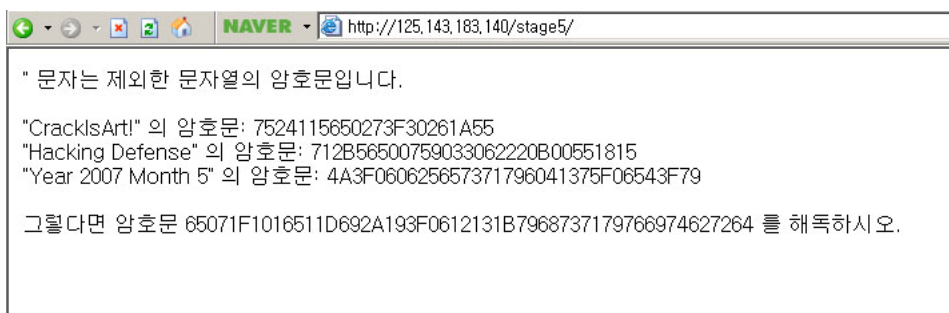 NAVER http://125,143,183,140/stage5/
" 문자는 제외한 문자열의 암호문입니다.
"CrackIsArt!" 의 암호문: 7524115650273F30261A55
"Hacking Defense" 의 암호문: 712B56500759033062220B00551815
"Year 2007 Month 5" 의 암호문: 4A3F060625657371796041375F06543F79
그렇다면 암호문 65071F1016511D692A193F0612131B7968737179766974627264 를 해독하시오.